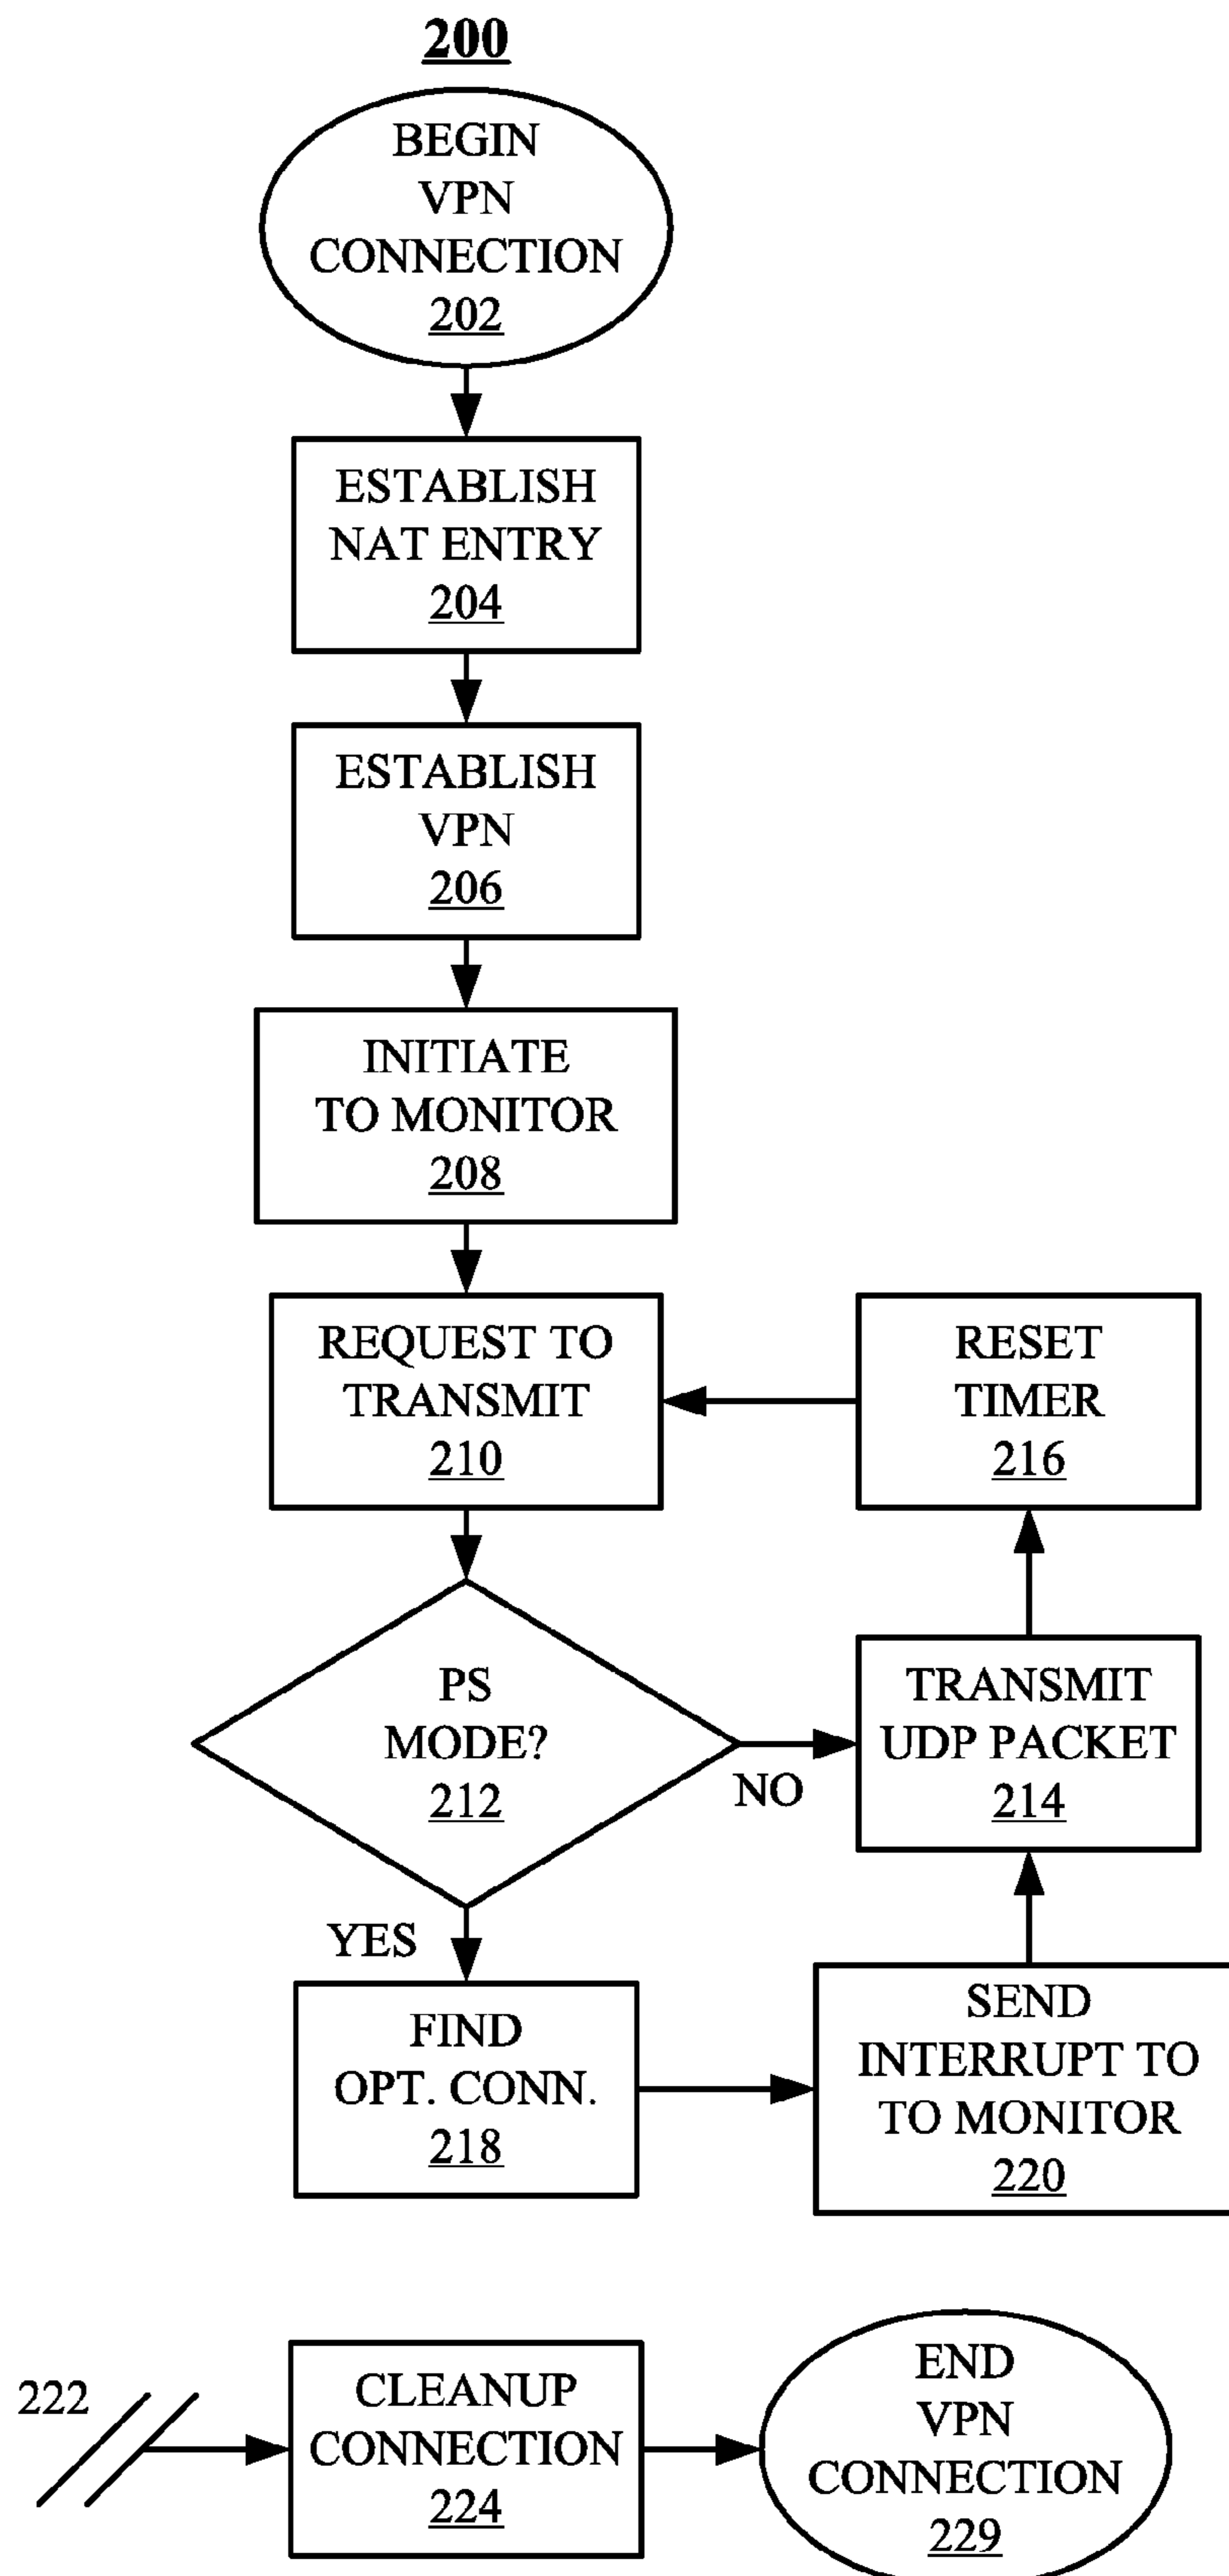 200
BEGIN
VPN
CONNECTION
202
ESTABLISH
NAT ENTRY
204
ESTABLISH
VPN
206
INITIATE
TO MONITOR
208
REQUEST TO
TRANSMIT
210
RESET
TIMER
216
PS
MODE?
212
NO
TRANSMIT
UDP PACKET
214
YES
FIND
OPT. CONN.
218
SEND
INTERRUPT TO
TO MONITOR
220
222
CLEANUP
CONNECTION
224
END
VPN
CONNECTION
229